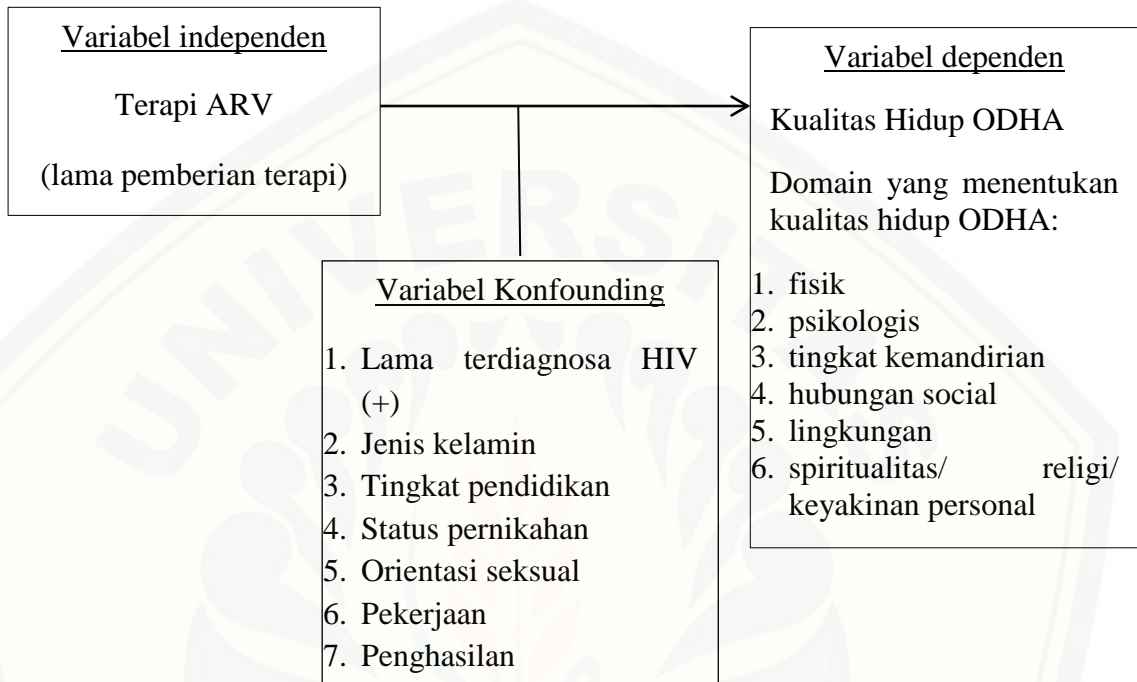 Variabel independen
Terapi ARV
(lama pemberian terapi)
Variabel dependen
Kualitas Hidup ODHA
Domain yang menentukan
kualitas hidup ODHA:
1. fisik
2. psikologis
3. tingkat kemandirian
4. hubungan social
5. lingkungan
6. spiritualitas/ religi/
keyakinan personal
Variabel Konfounding
1. Lama terdiagnosa HIV
(+)
2. Jenis kelamin
3. Tingkat pendidikan
4. Status pernikahan
5. Orientasi seksual
6. Pekerjaan
7. Penghasilan
UNIVERSITAS